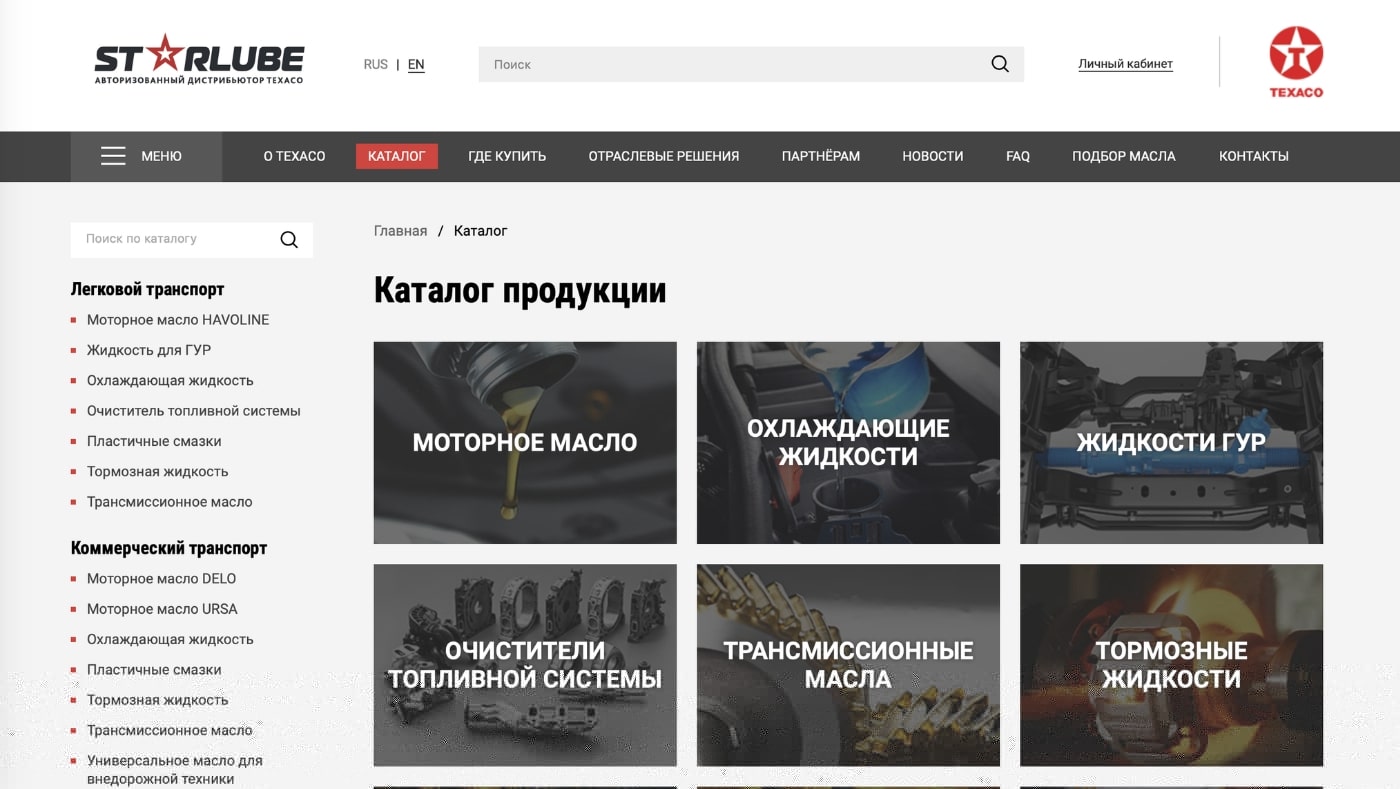 STARLUBE
АВТОРИЗОВАННЫЙ ДИСТРИБЬЮТОР TEXACO
RUS | EN
Поиск
Личный кабинет
T
TEXACO
МЕНЮ
О TEXACO
КАТАЛОГ
ГДЕ КУПИТЬ
ОТРАСЛЕВЫЕ РЕШЕНИЯ
ПАРТНЁРАМ
НОВОСТИ
FAQ
ПОДБОР МАСЛА
КОНТАКТЫ
Поиск по каталогу
Легковой транспорт
Моторное масло HAVOLINE
Жидкость для ГУР
Охлаждающая жидкость
Очиститель топливной системы
Пластичные смазки
Тормозная жидкость
Трансмиссионное масло
Коммерческий транспорт
Моторное масло DELO
Моторное масло URSA
Охлаждающая жидкость
Пластичные смазки
Тормозная жидкость
Трансмиссионное масло
Универсальное масло для
внедорожной техники
Главная / Каталог
Каталог продукции
МОТОРНОЕ МАСЛО
ОХЛАЖДАЮЩИЕ
ЖИДКОСТИ
ЖИДКОСТИ ГУР
ОЧИСТИТЕЛИ
ТОПЛИВНОЙ СИСТЕМЫ
ТРАНСМИССИОННЫЕ
МАСЛА
ТОРМОЗНЫЕ
ЖИДКОСТИ